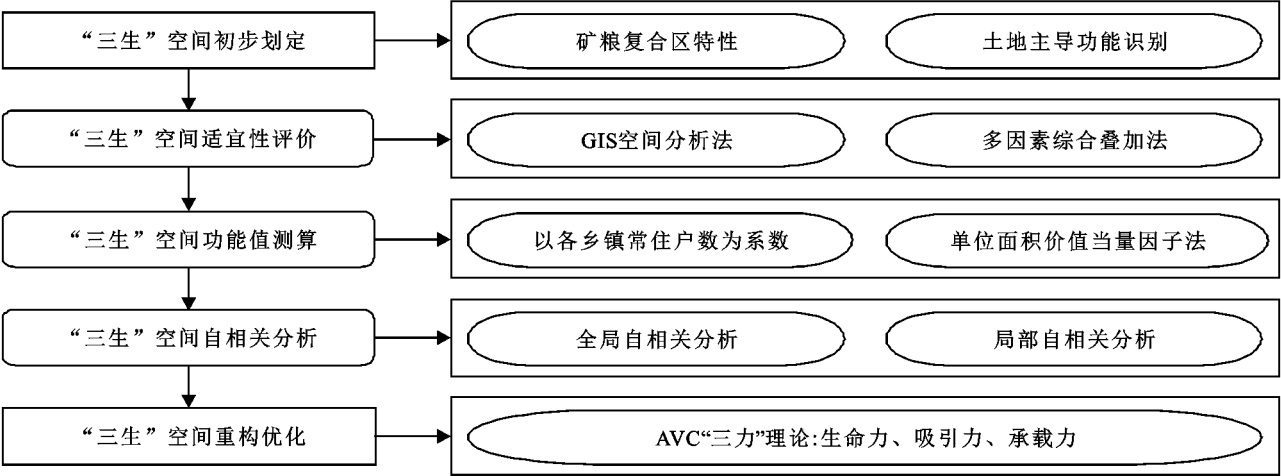 “三生”空间初步划定
矿粮复合区特性
土地主导功能识别
“三生”空间适宜性评价
GIS空间分析法
多因素综合叠加法
“三生”空间功能值测算
以各乡镇常住户数为系数
单位面积价值当量因子法
“三生”空间自相关分析
全局自相关分析
局部自相关分析
“三生”空间重构优化
AVC“三力”理论:生命力、吸引力、承载力